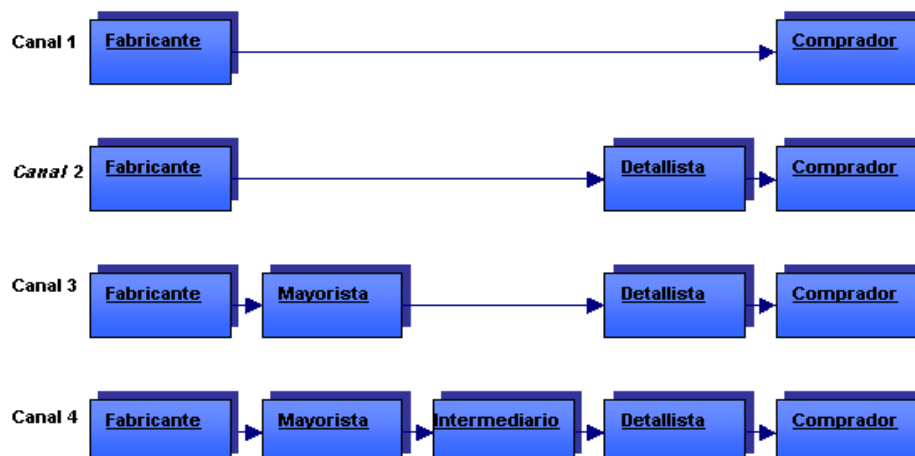 Canal 1 Fabricante Comprador
Canal 2 Fabricante Detallista Comprador
Canal 3 Fabricante Mayorista Detallista Comprador
Canal 4 Fabricante Mayorista Intermediario Detallista Comprador